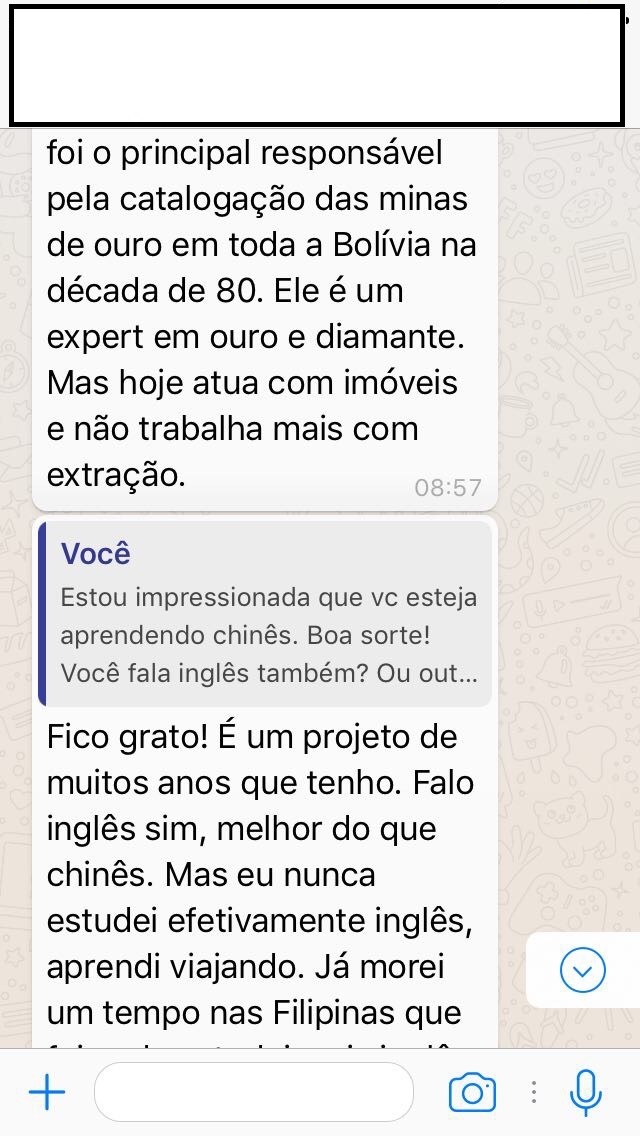 foi o principal responsável
pela catalogação das minas
de ouro em toda a Bolívia na
década de 80. Ele é um
expert em ouro e diamante.
Mas hoje atua com imóveis
e não trabalha mais com
extração.
08:57
Você
Estou impressionada que vc esteja
aprendendo chinês. Boa sorte!
Você fala inglês também? Ou out...
Fico grato! É um projeto de
muitos anos que tenho. Falo
inglês sim, melhor do que
chinês. Mas eu nunca
estudei efetivamente inglês,
aprendi viajando. Já morei
um tempo nas Filipinas que